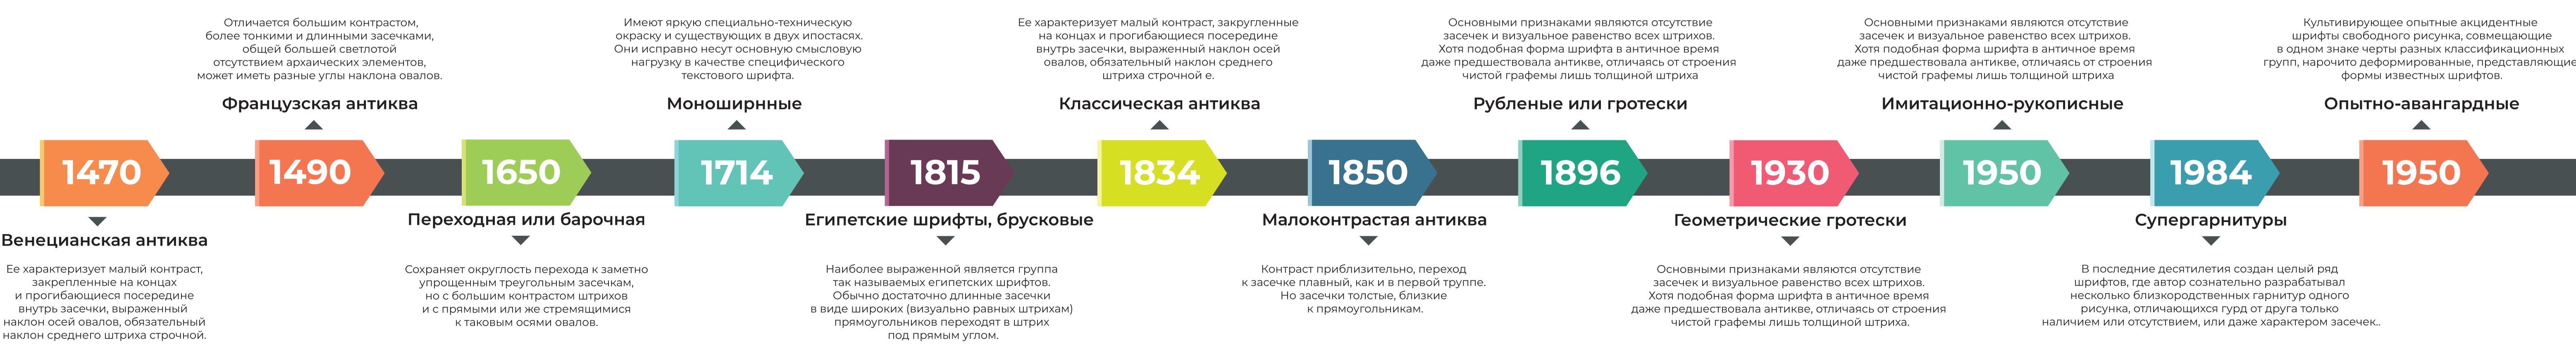 1470
Венецианская антиква
Ее характеризует малый контраст,
закрепленные на концах
и прогибающиеся посередине
внутрь засечки, выраженный
наклон осей овалов, обязательный
наклон среднего штриха строчной.
Отличается большим контрастом,
более тонкими и длинными засечками,
общей большей светлотой
отсутствием архаических элементов,
может иметь разные углы наклона овалов.
Французская антиква
1490
1650
Переходная или барочная
Сохраняет округлость перехода к заметно
упрощенным треугольным засечкам,
но с большим контрастом штрихов
и с прямыми или же стремящимися
к таковым осями овалов.
Имеют яркую специально-техническую
окраску и существующих в двух ипостасях.
Они исправно несут основную смысловую
нагрузку в качестве специфического
текстового шрифта.
Моноширнные
1714
1815
Египетские шрифты, брусковые
Наиболее выраженной является группа
так называемых египетских шрифтов.
Обычно достаточно длинные засечки
в виде широких (визуально равных штрихам)
прямоугольников переходят в штрих
под прямым углом.
Ее характеризует малый контраст, закругленные
на концах и прогибающиеся посередине
внутрь засечки, выраженный наклон осей
овалов, обязательный наклон среднего
штриха строчной е.
Классическая антиква
1834
1850
Малоконтрастая антиква
Контраст приблизительно, переход
к засечке плавный, как и в первой труппе.
Но засечки толстые, близкие
к прямоугольникам.
Основными признаками являются отсутствие
засечек и визуальное равенство всех штрихов.
Хотя подобная форма шрифта в античное время
даже предшествовала антикве, отличаясь от строения
чистой графемы лишь толщиной штриха
Рубленые или гротески
1896
1930
Геометрические гротески
Основными признаками являются отсутствие
засечек и визуальное равенство всех штрихов.
Хотя подобная форма шрифта в античное время
даже предшествовала антикве, отличаясь от строения
чистой графемы лишь толщиной штриха.
Основными признаками являются отсутствие
засечек и визуальное равенство всех штрихов.
Хотя подобная форма шрифта в античное время
даже предшествовала антикве, отличаясь от строения
чистой графемы лишь толщиной штриха
Имитационно-рукописные
1950
1984
Супергарнитуры
В последние десятилетия создан целый ряд
шрифтов, где автор сознательно разрабатывал
несколько близкородственных гарнитур одного
рисунка, отличающихся гурд от друга только
наличием или отсутствием, или даже характером засечек..
Культивирующее опытные акцидентные
шрифты свободного рисунка, совмещающие
в одном знаке черты разных классификационных
групп, нарочито деформированные, представляющие
формы известных шрифтов.
Опытно-авангардные
1950